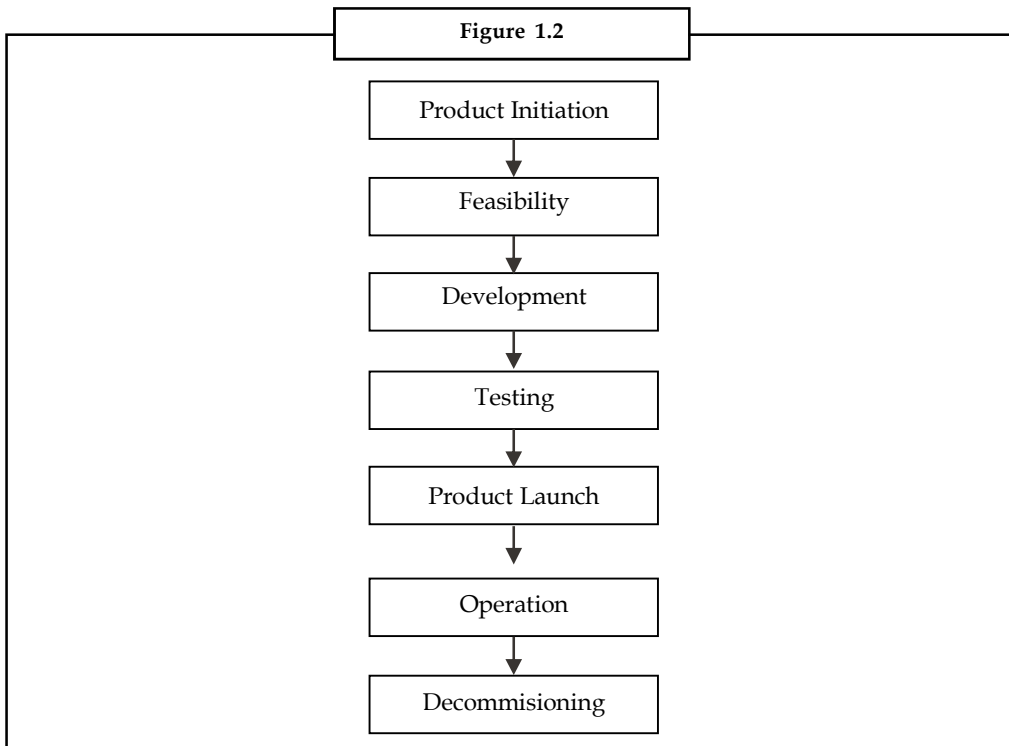 Figure 1.2
Product Initiation
Feasibility
Development
Testing
Product Launch
Operation
Decommisioning